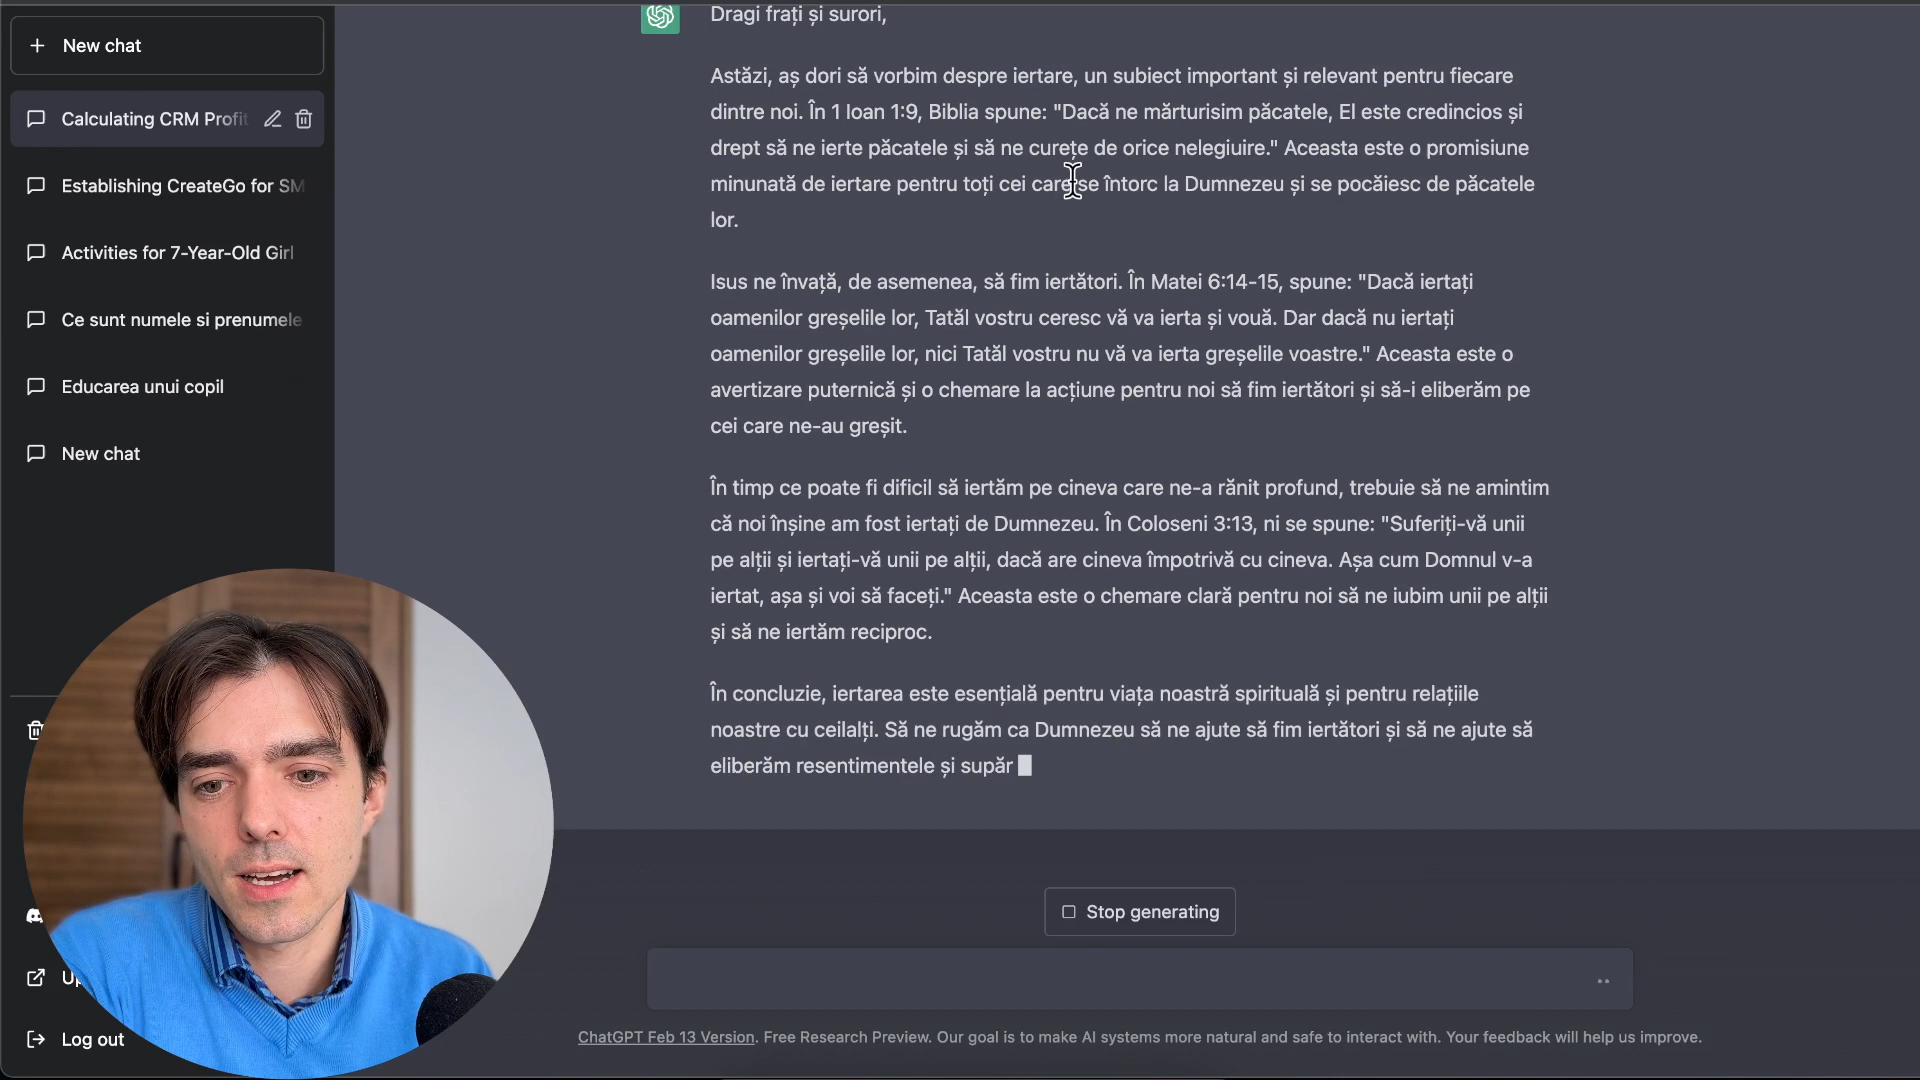 New chat
Calculating CRM Profit
Establishing CreateGo for SM
Activities for 7-Year-Old Girl
Ce sunt numele si prenumele
Educarea unui copil
New chat
Up
Log out
Dragi frați și surori,
Astăzi, aș dori să vorbim despre iertare, un subiect important și relevant pentru fiecare
dintre noi. În 1 Ioan 1:9, Biblia spune: "Dacă ne mărturisim păcatele, El este credincios și
drept să ne ierte păcatele și să ne curețe de orice nelegiuire." Aceasta este o promisiune
minunată de iertare pentru toți cei care se întorc la Dumnezeu și se pocăiesc de păcatele
lor.
Isus ne învață, de asemenea, să fim iertători. În Matei 6:14-15, spune: "Dacă iertați
oamenilor greșelile lor, Tatăl vostru ceresc vă va ierta și vouă. Dar dacă nu iertați
oamenilor greșelile lor, nici Tatăl vostru nu vă va ierta greșelile voastre." Aceasta este o
avertizare puternică și o chemare la acțiune pentru noi să fim iertători și să-i eliberăm pe
cei care ne-au greșit.
În timp ce poate fi dificil să iertăm pe cineva care ne-a rănit profund, trebuie să ne amintim
că noi înșine am fost iertați de Dumnezeu. În Coloseni 3:13, ni se spune: "Suferiți-vă unii
pe alții și iertați-vă unii pe alții, dacă are cineva împotrivă cu cineva. Așa cum Domnul v-a
iertat, așa și voi să faceți." Aceasta este o chemare clară pentru noi să ne iubim unii pe alții
și să ne iertăm reciproc.
În concluzie, iertarea este esențială pentru viața noastră spirituală și pentru relațiile
noastre cu ceilalți. Să ne rugăm ca Dumnezeu să ne ajute să fim iertători și să ne ajute să
eliberăm resentimentele și supăr
Stop generating
ChatGPT Feb 13 Version. Free Research Preview. Our goal is to make AI systems more natural and safe to interact with. Your feedback will help us improve.